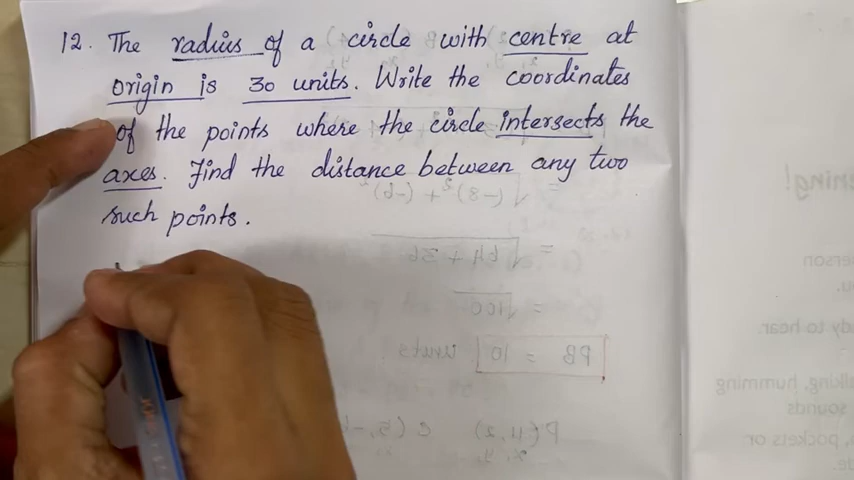 12. The radius of a circle with centre at
origin is 30 units. Write the coordinates
of the points where the circle intersects the
axes. Find the distance between any two
such points.